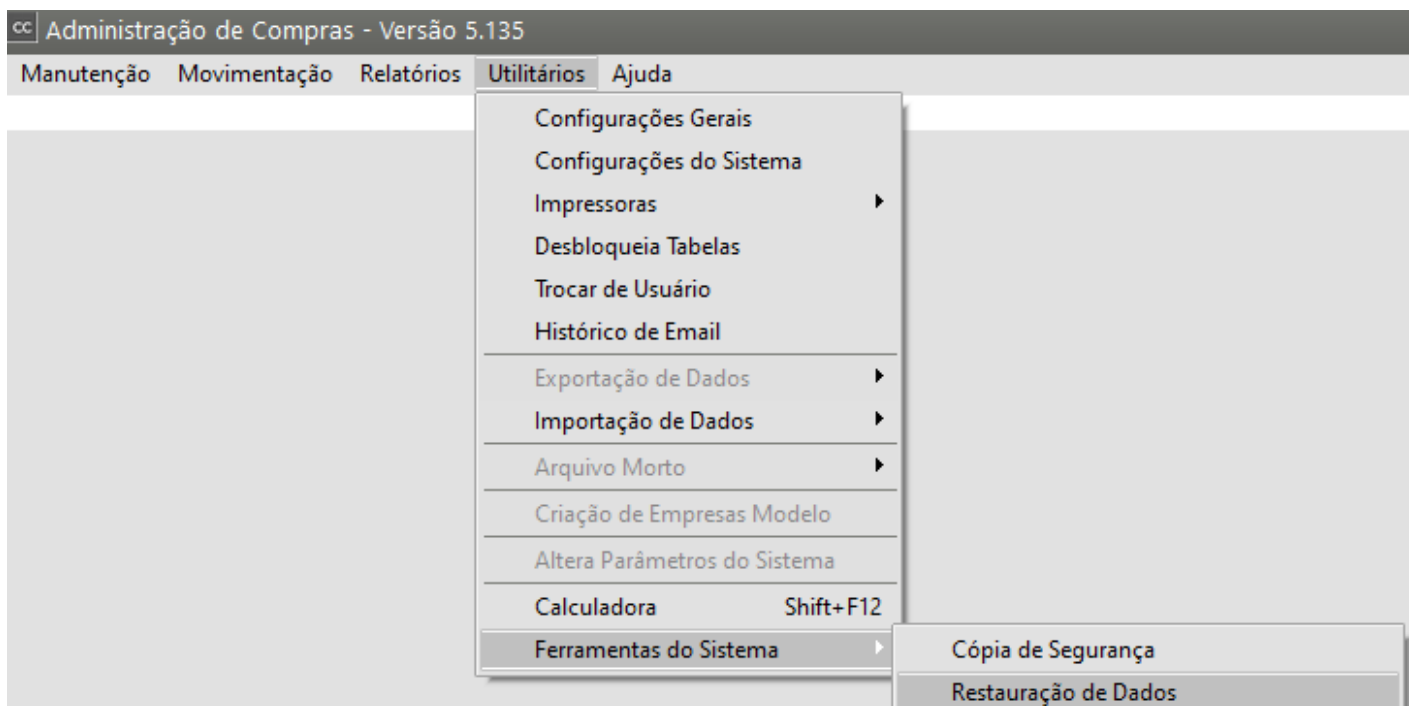 cc Administração de Compras - Versão 5.135
Manutenção Movimentação Relatórios Utilitários Ajuda
Configurações Gerais
Configurações do Sistema
Impressoras
Desbloqueia Tabelas
Trocar de Usuário
Histórico de Email
Exportação de Dados
Importação de Dados
Arquivo Morto
Criação de Empresas Modelo
Altera Parâmetros do Sistema
Calculadora Shift+F12
Ferramentas do Sistema Cópia de Segurança
Restauração de Dados